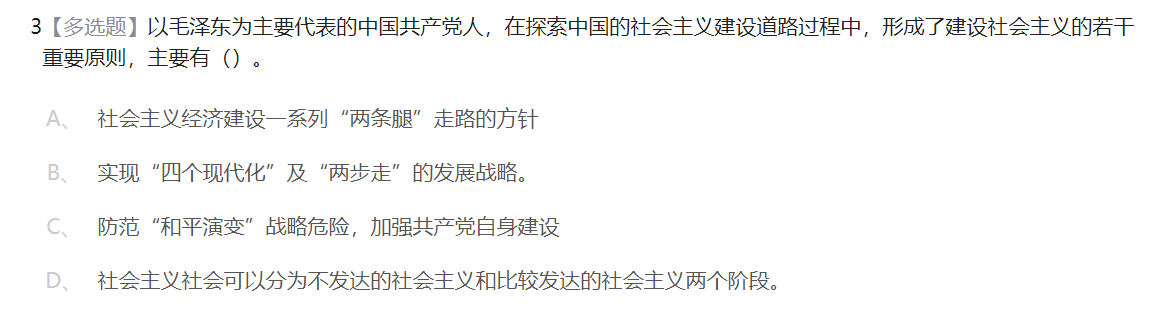 3【多选题】以毛泽东为主要代表的中国共产党人，在探索中国的社会主义建设道路过程中，形成了建设社会主义的若干
重要原则，主要有（）。
A、 社会主义经济建设一系列“两条腿”走路的方针
B、 实现“四个现代化”及“两步走”的发展战略。
C、 防范“和平演变”战略危险，加强共产党自身建设
D、 社会主义社会可以分为不发达的社会主义和比较发达的社会主义两个阶段。